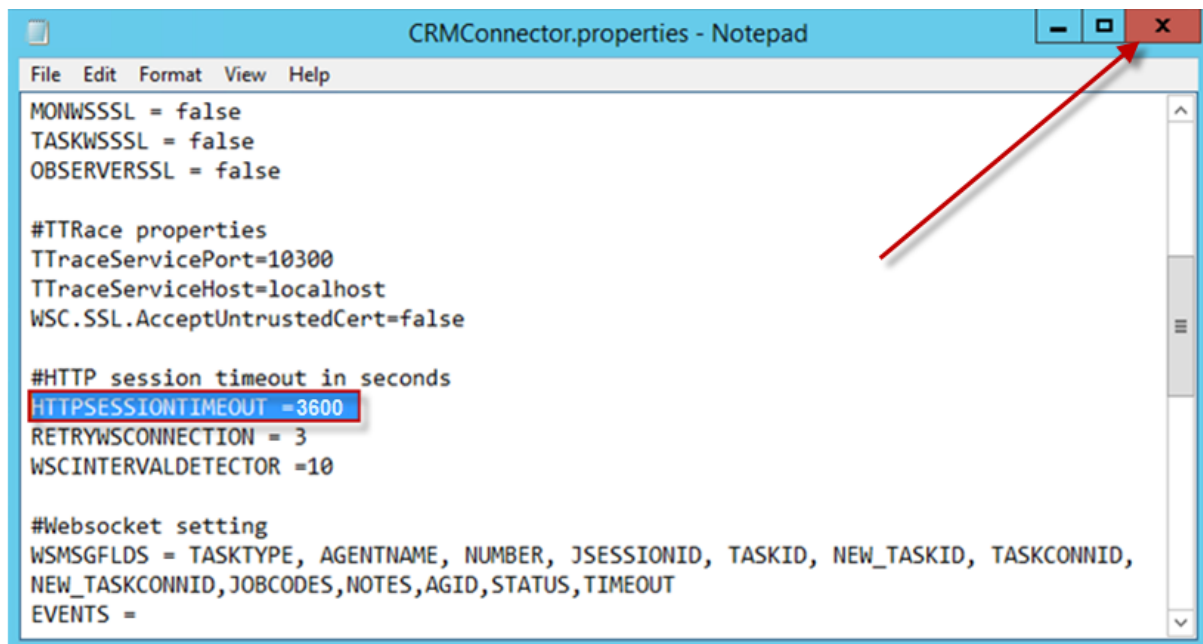 CRMConnector.properties - Notepad
File Edit Format View Help
MONWSSSL = false
TASKWSSSL = false
OBSERVERSSL = false
#TTRace properties
TTraceServicePort=10300
TTraceServiceHost=localhost
WSC.SSL.AcceptUntrustedCert=false
#HTTP session timeout in seconds
HTTPSESSIONTIMEOUT =3600
RETRYWSCONNECTION = 3
WSCINTERVALDETECTOR =10
#Websocket setting
WSMSGFLDS = TASKTYPE, AGENTNAME, NUMBER, JSESSIONID, TASKID, NEW_TASKID, TASKCONNID,
NEW_TASKCONNID,JOBCODES,NOTES,AGID,STATUS,TIMEOUT
EVENTS =